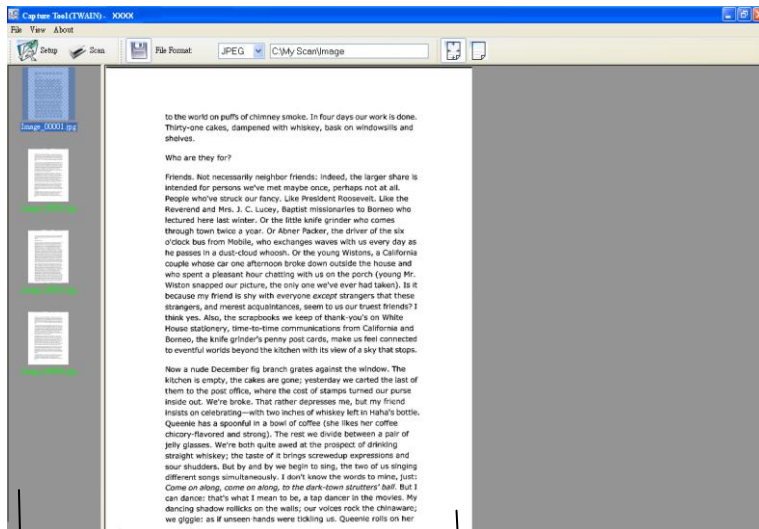 Capture Tool(TWAIN) - XXXX
File View About
Setup Scan File Format: JPEG C:\My Scan\Image
Image_00001.jpg
to the world on puffs of chimney smoke. In four days our work is done.
Thirty-one cakes, dampened with whiskey, bask on windowsills and
shelves.
Who are they for?
Friends. Not necessarily neighbor friends: indeed, the larger share is
intended for persons we've met maybe once, perhaps not at all.
People who've struck our fancy. Like President Roosevelt. Like the
Reverend and Mrs. J. C. Lucey, Baptist missionaries to Borneo who
lectured here last winter. Or the little knife grinder who comes
through town twice a year. Or Abner Packer, the driver of the six
o'clock bus from Mobile, who exchanges waves with us every day as
he passes in a dust-cloud whoosh. Or the young Wistons, a California
couple whose car one afternoon broke down outside the house and
who spent a pleasant hour chatting with us on the porch (young Mr.
Wiston snapped our picture, the only one we've ever had taken). Is it
because my friend is shy with everyone except strangers that these
strangers, and merest acquaintances, seem to us our truest friends? I
think yes. Also, the scrapbooks we keep of thank-you's on White
House stationery, time-to-time communications from California and
Borneo, the knife grinder's penny post cards, make us feel connected
to eventful worlds beyond the kitchen with its view of a sky that stops.
Now a nude December fig branch grates against the window. The
kitchen is empty, the cakes are gone; yesterday we carted the last of
them to the post office, where the cost of stamps turned our purse
inside out. We're broke. That rather depresses me, but my friend
insists on celebrating—with two inches of whiskey left in Haha's bottle.
Queenie has a spoonful in a bowl of coffee (she likes her coffee
chicory-flavored and strong). The rest we divide between a pair of
jelly glasses. We're both quite awed at the prospect of drinking
straight whiskey; the taste of it brings screwedup expressions and
sour shudders. But by and by we begin to sing, the two of us singing
different songs simultaneously. I don't know the words to mine, just:
Come on along, come on along, to the dark-town strutters' ball. But I
can dance: that's what I mean to be, a tap dancer in the movies. My
dancing shadow rollicks on the walls; our voices rock the chinaware;
we giggle: as if unseen hands were tickling us. Queenie rolls on her